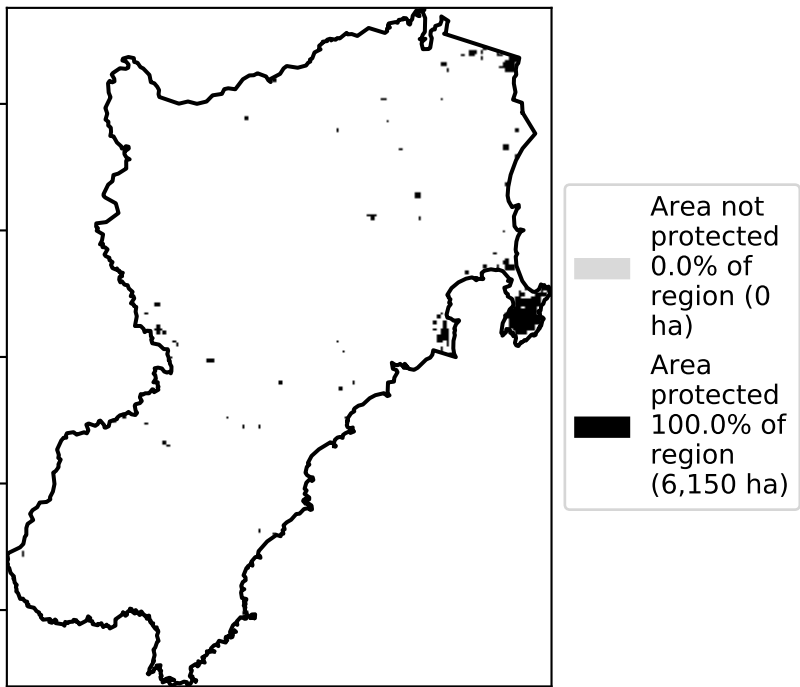 Area not
protected
0.0% of
region (0
ha)
Area
protected
100.0% of
region
(6,150 ha)